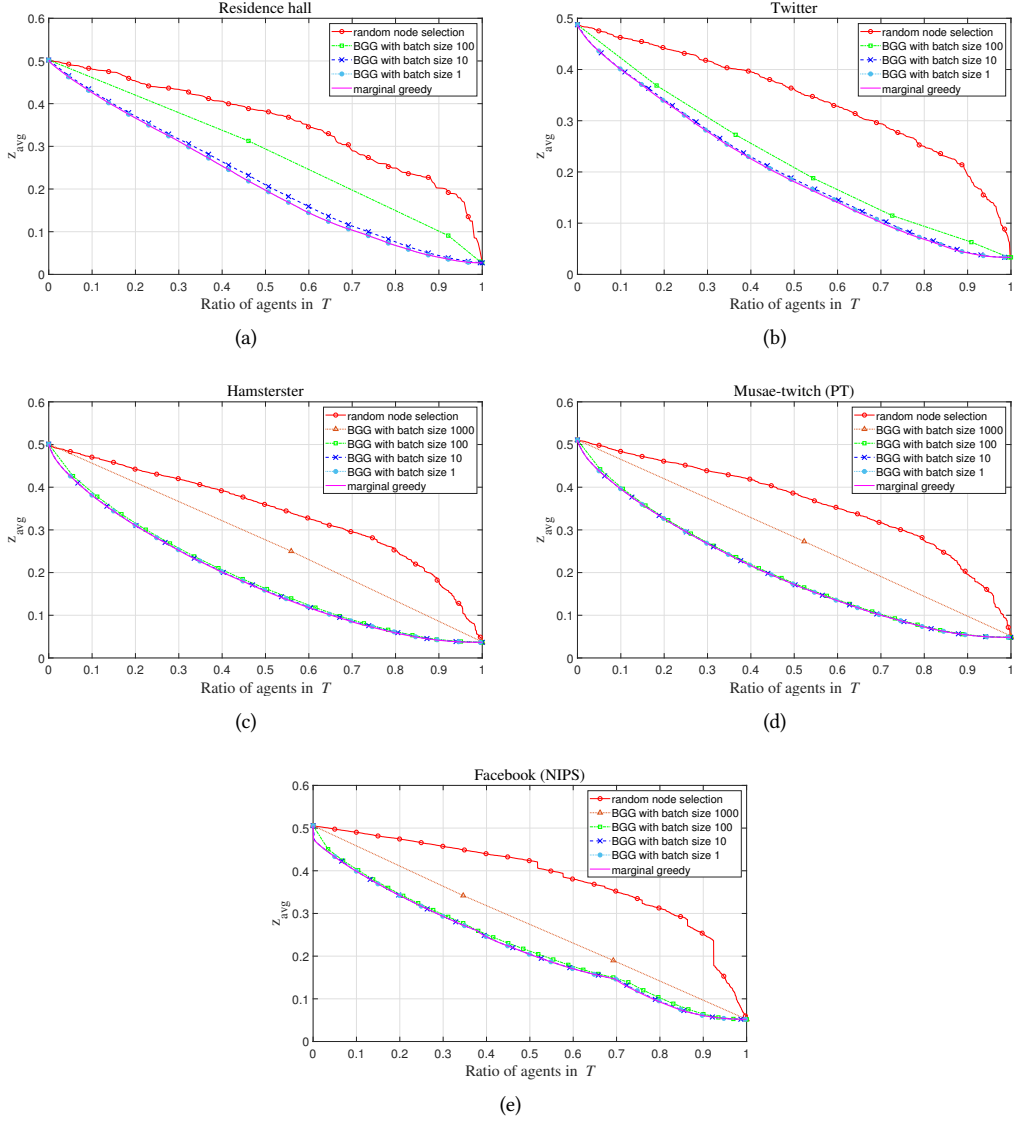 Residence hall
random node selection
BGG with batch size 100
BGG with batch size 10
BGG with batch size 1
marginal greedy
0.6
0.5
0.4
0.3
0.2
0.1
0
z_avg
0 0.1 0.2 0.3 0.4 0.5 0.6 0.7 0.8 0.9 1
Ratio of agents in T
(a)
Twitter
random node selection
BGG with batch size 100
BGG with batch size 10
BGG with batch size 1
marginal greedy
0.5
0.4
0.3
0.2
0.1
0
z_avg
0 0.1 0.2 0.3 0.4 0.5 0.6 0.7 0.8 0.9 1
Ratio of agents in T
(b)
Hamsterster
random node selection
BGG with batch size 1000
BGG with batch size 100
BGG with batch size 10
BGG with batch size 1
marginal greedy
0.6
0.5
0.4
0.3
0.2
0.1
0
z_avg
0 0.1 0.2 0.3 0.4 0.5 0.6 0.7 0.8 0.9 1
Ratio of agents in T
(c)
Musae-twitch (PT)
random node selection
BGG with batch size 1000
BGG with batch size 100
BGG with batch size 10
BGG with batch size 1
marginal greedy
0.6
0.5
0.4
0.3
0.2
0.1
0
z_avg
0 0.1 0.2 0.3 0.4 0.5 0.6 0.7 0.8 0.9 1
Ratio of agents in T
(d)
Facebook (NIPS)
random node selection
BGG with batch size 1000
BGG with batch size 100
BGG with batch size 10
BGG with batch size 1
marginal greedy
0.6
0.5
0.4
0.3
0.2
0.1
0
z_avg
0 0.1 0.2 0.3 0.4 0.5 0.6 0.7 0.8 0.9 1
Ratio of agents in T
(e)